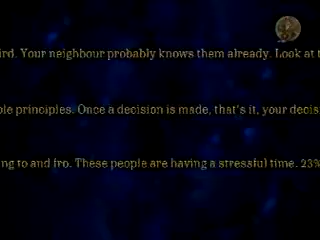 ird. Your neighbour probably knows them already. Look at t
ple principles. Once a decision is made, that's it, your decis
ng to and fro. These people are having a stressful time. 23%